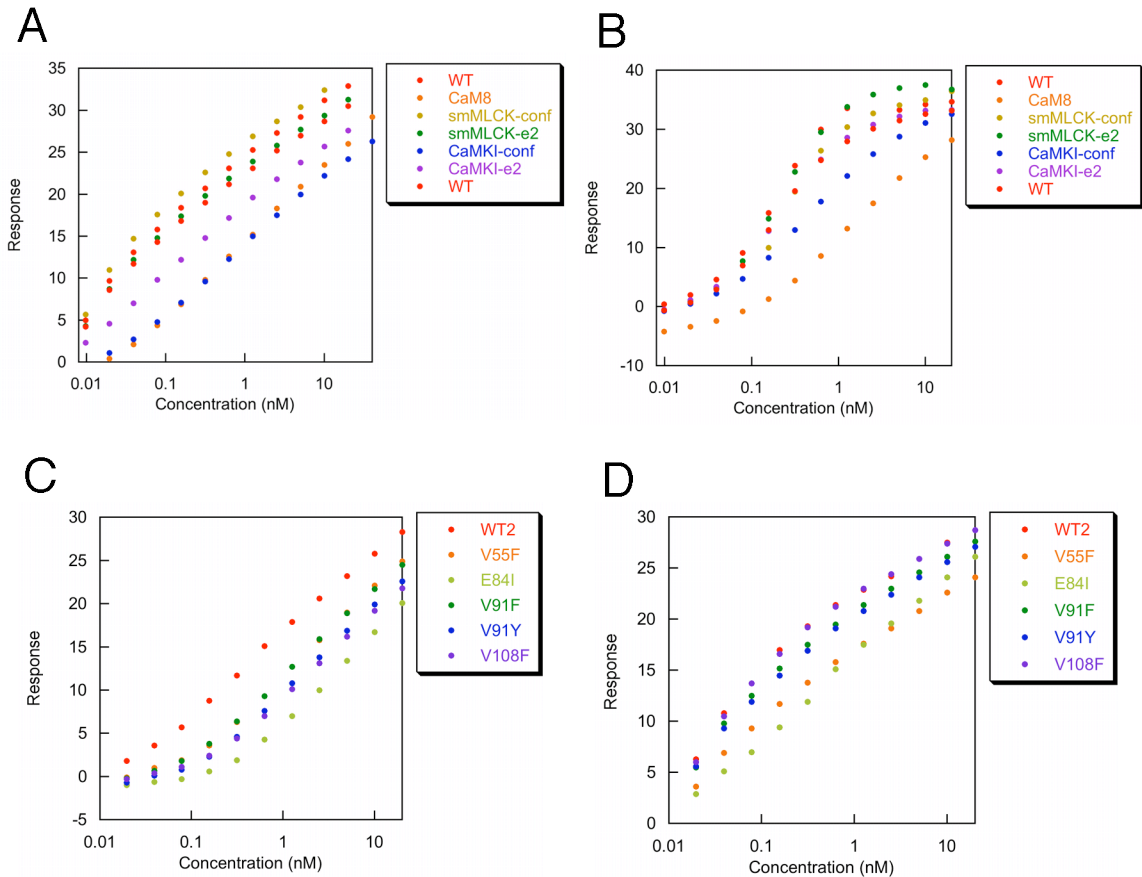 A
35
30
25
20
15
10
5
0
Response
0.01 0.1 1 10
Concentration (nM)
WT
CaM8
smMLCK-conf
smMLCK-e2
CaMKI-conf
CaMKI-e2
WT
B
40
30
20
10
0
-10
Response
0.01 0.1 1 10
Concentration (nM)
WT
CaM8
smMLCK-conf
smMLCK-e2
CaMKI-conf
CaMKI-e2
WT
C
30
25
20
15
10
5
0
-5
Response
0.01 0.1 1 10
Concentration (nM)
WT2
V55F
E84I
V91F
V91Y
V108F
D
30
25
20
15
10
5
0
Response
0.01 0.1 1 10
Concentration (nM)
WT2
V55F
E84I
V91F
V91Y
V108F